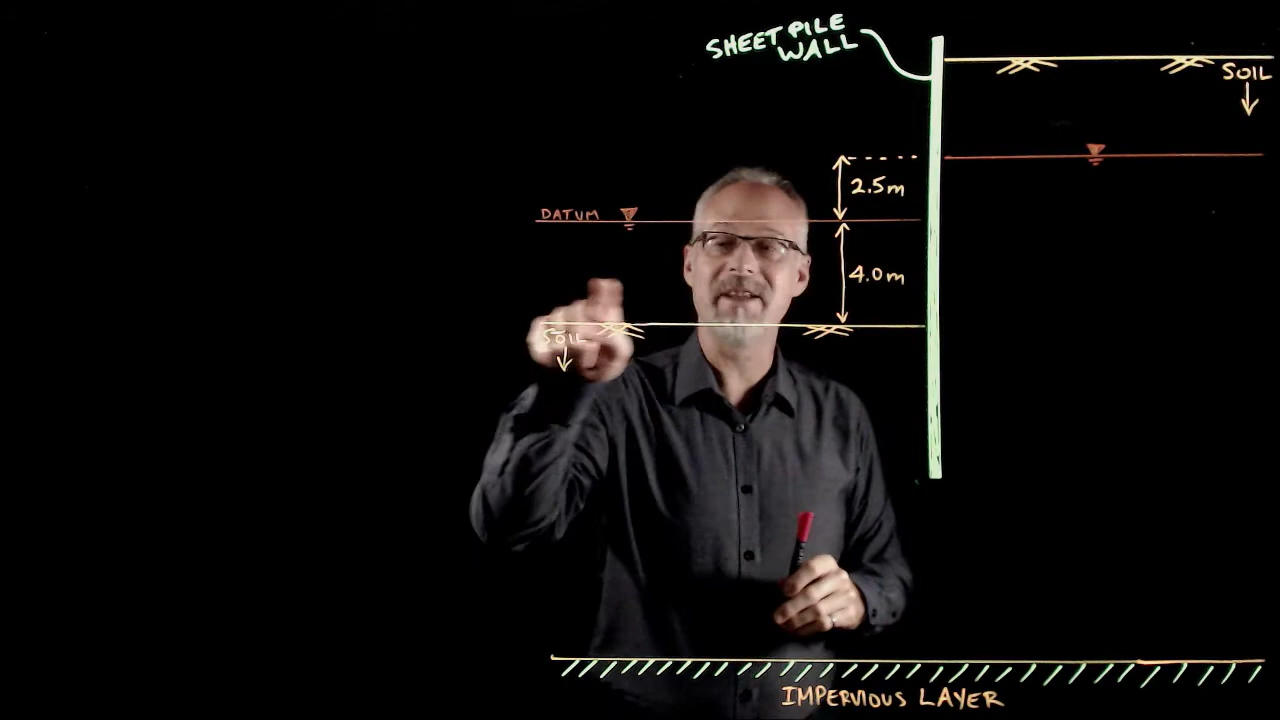 SHEET PILE
WALL
SOIL
2.5m
DATUM
4.0m
SOIL
IMPERVIOUS LAYER